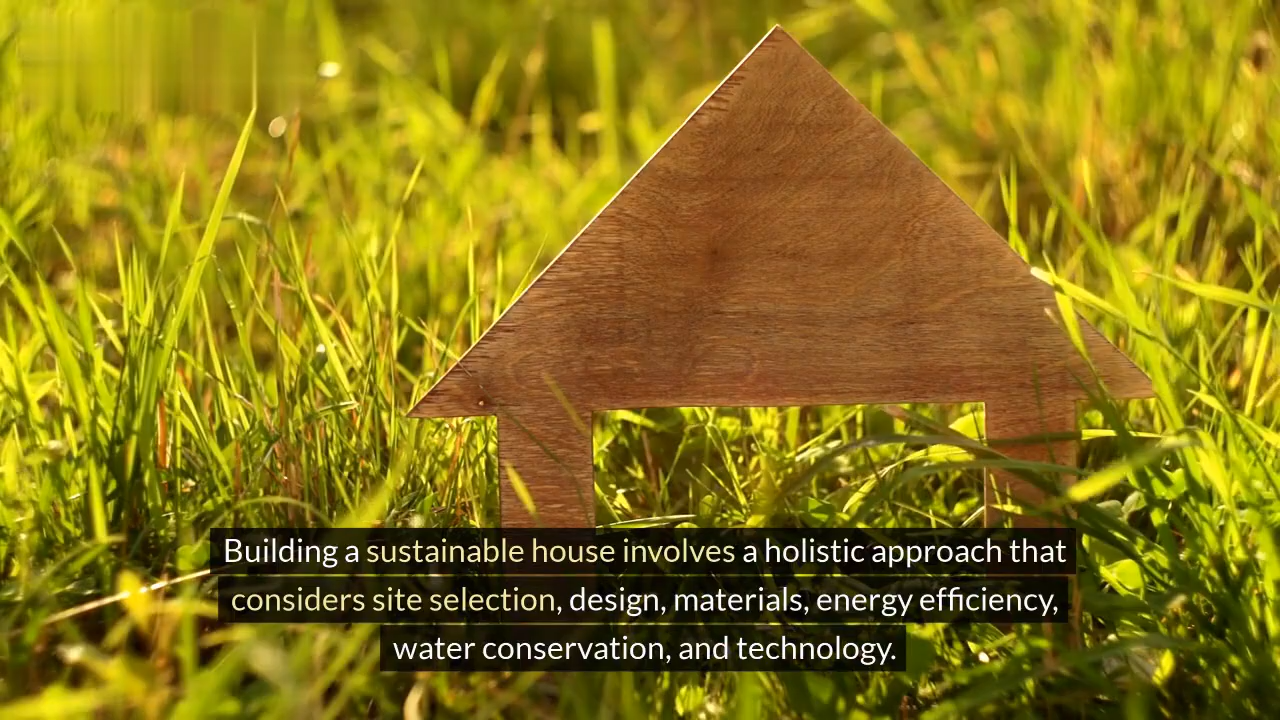 Building a sustainable house involves a holistic approach that
considers site selection, design, materials, energy efficiency,
water conservation, and technology.